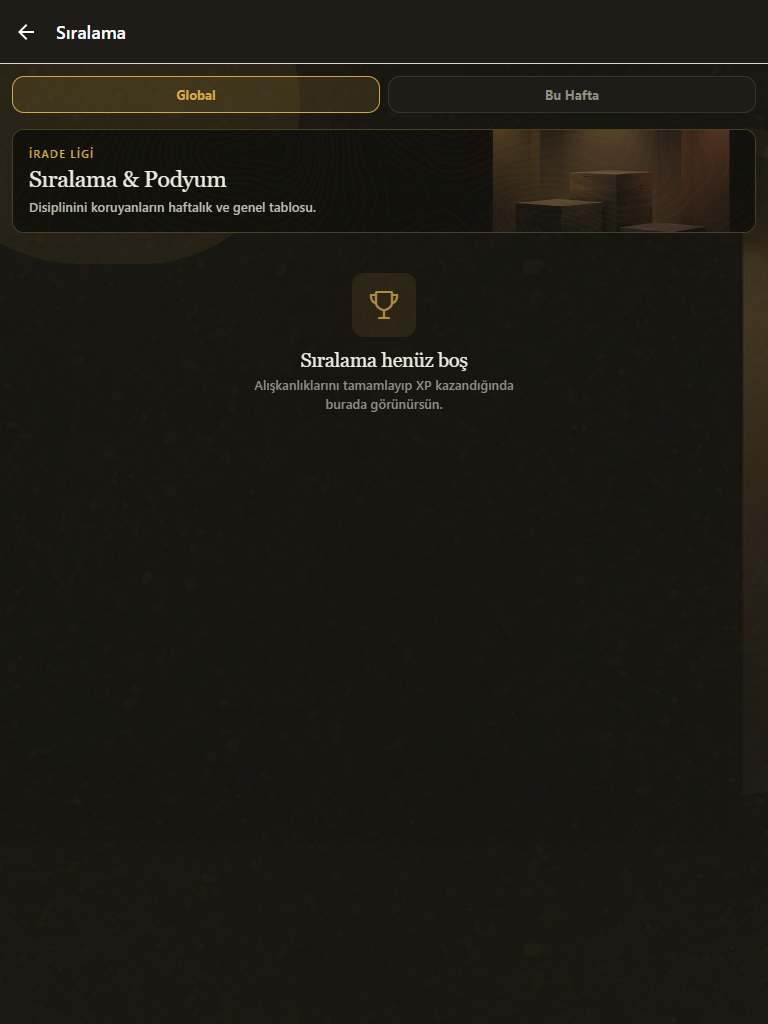 Sıralama
Global
Bu Hafta
İRADE LİGİ
Sıralama & Podyum
Disiplinini koruyanların haftalık ve genel tablosu.
Sıralama henüz boş
Alışkanlıklarını tamamlayıp XP kazandığında
burada görünürsün.